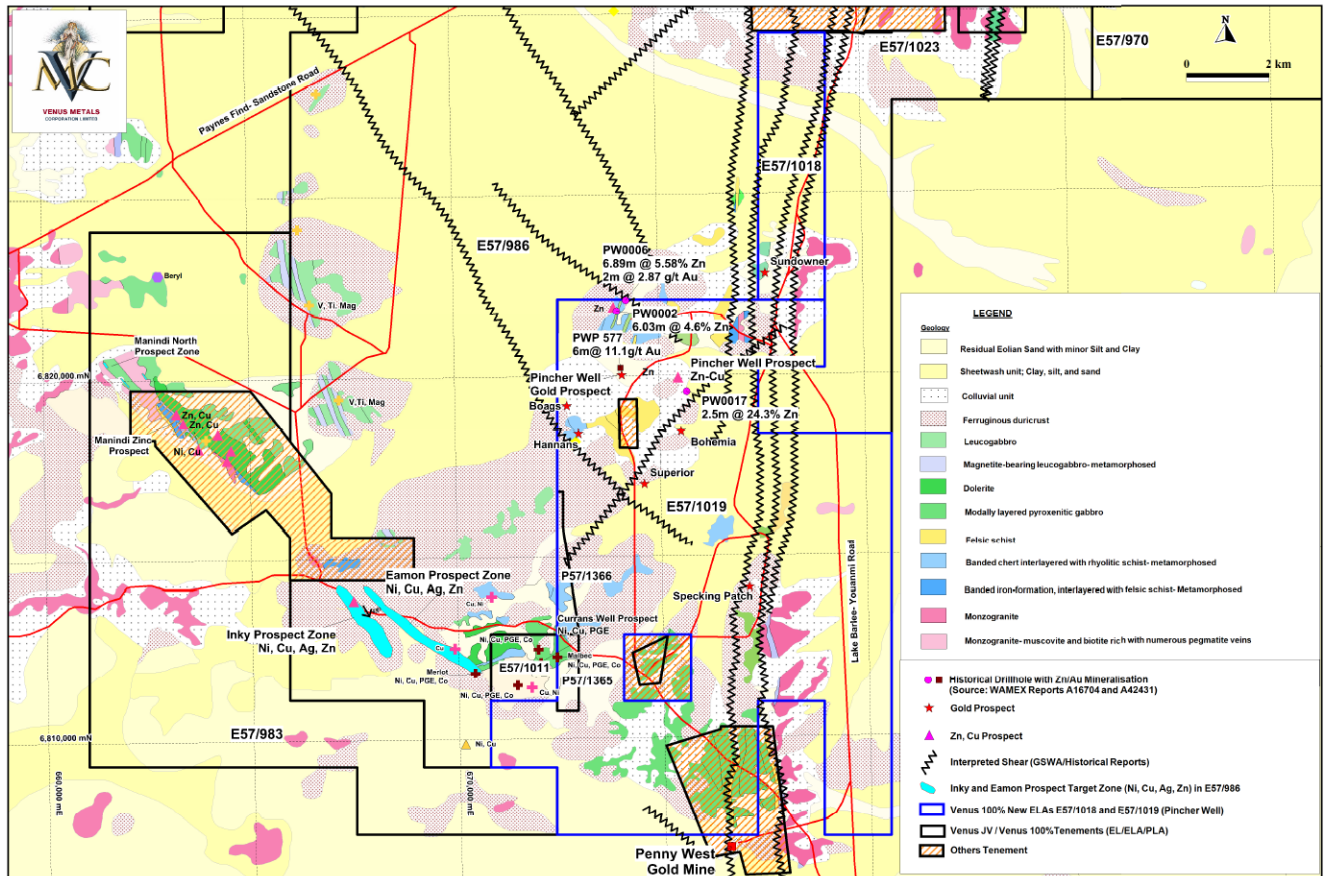 VMC
VENUS METALS
CORPORATION LIMITED
Paynes Find- Sandstone Road
E57/1023
E57/970
N
0 2 km
E57/1018
E57/986
PW0006
6.89m @ 5.58% Zn
2m @ 2.87 g/t Au
Sundowner
Beryl
V, Ti. Mag
Zn
PW0002
6.03m @ 4.6% Zn
PWP 577
6m@ 11.1g/t Au
Manindi North
Prospect Zone
6,820,000 mN
Zn
Pincher Well Prospect
Zn-Cu
Pincher Well
Gold Prospect
V,Ti. Mag
PW0017
2.5m @ 24.3% Zn
Boags
Zn, Cu
Zn, Cu
Manindi Zinc
Prospect
Ni, Cu
Hannans
Bohemia
Superior
E57/1019
Lake Barlee- Youanmi Road
Eamon Prospect Zone
Ni, Cu, Ag, Zn
P57/1366
Cu, Ni
Specking Patch
Currans Well Prospect
Ni, Cu, PGE
Inky Prospect Zone
Ni, Cu, Ag, Zn
Ni, Cu, PGE, Co
Cu
Malbec
Ni, Cu, PGE, Co
E57/1011
Merlot
Ni, Cu, PGE, Co
P57/1365
Ni, Cu, PGE, Co
Cu, Ni
E57/983
6,810,000 mN
Ni, Cu
660,000 mE
670,000 mE
Penny West
Gold Mine
LEGEND
Geology
Residual Eolian Sand with minor Silt and Clay
Sheetwash unit; Clay, silt, and sand
Colluvial unit
Ferruginous duricrust
Leucogabbro
Magnetite-bearing leucogabbro- metamorphosed
Dolerite
Modally layered pyroxenitic gabbro
Felsic schist
Banded chert interlayered with rhyolitic schist- metamorphosed
Banded iron-formation, interlayered with felsic schist- Metamorphosed
Monzogranite
Monzogranite- muscovite and biotite rich with numerous pegmatite veins
Historical Drillhole with Zn/Au Mineralisation
(Source: WAMEX Reports A16704 and A42431)
Gold Prospect
Zn, Cu Prospect
Interpreted Shear (GSWA/Historical Reports)
Inky and Eamon Prospect Target Zone (Ni, Cu, Ag, Zn) in E57/986
Venus 100% New ELAs E57/1018 and E57/1019 (Pincher Well)
Venus JV / Venus 100%Tenements (EL/ELA/PLA)
Others Tenement